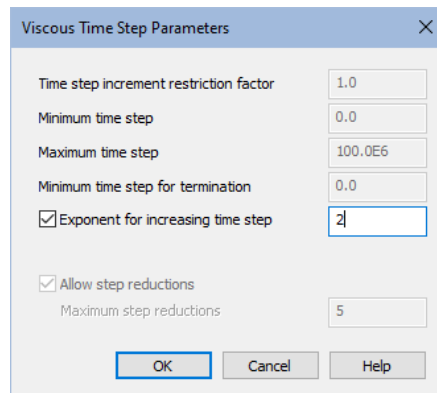 Viscous Time Step Parameters
Time step increment restriction factor 1.0
Minimum time step 0.0
Maximum time step 100.0E6
Minimum time step for termination 0.0
Exponent for increasing time step 2
Allow step reductions
Maximum step reductions 5
OK Cancel Help